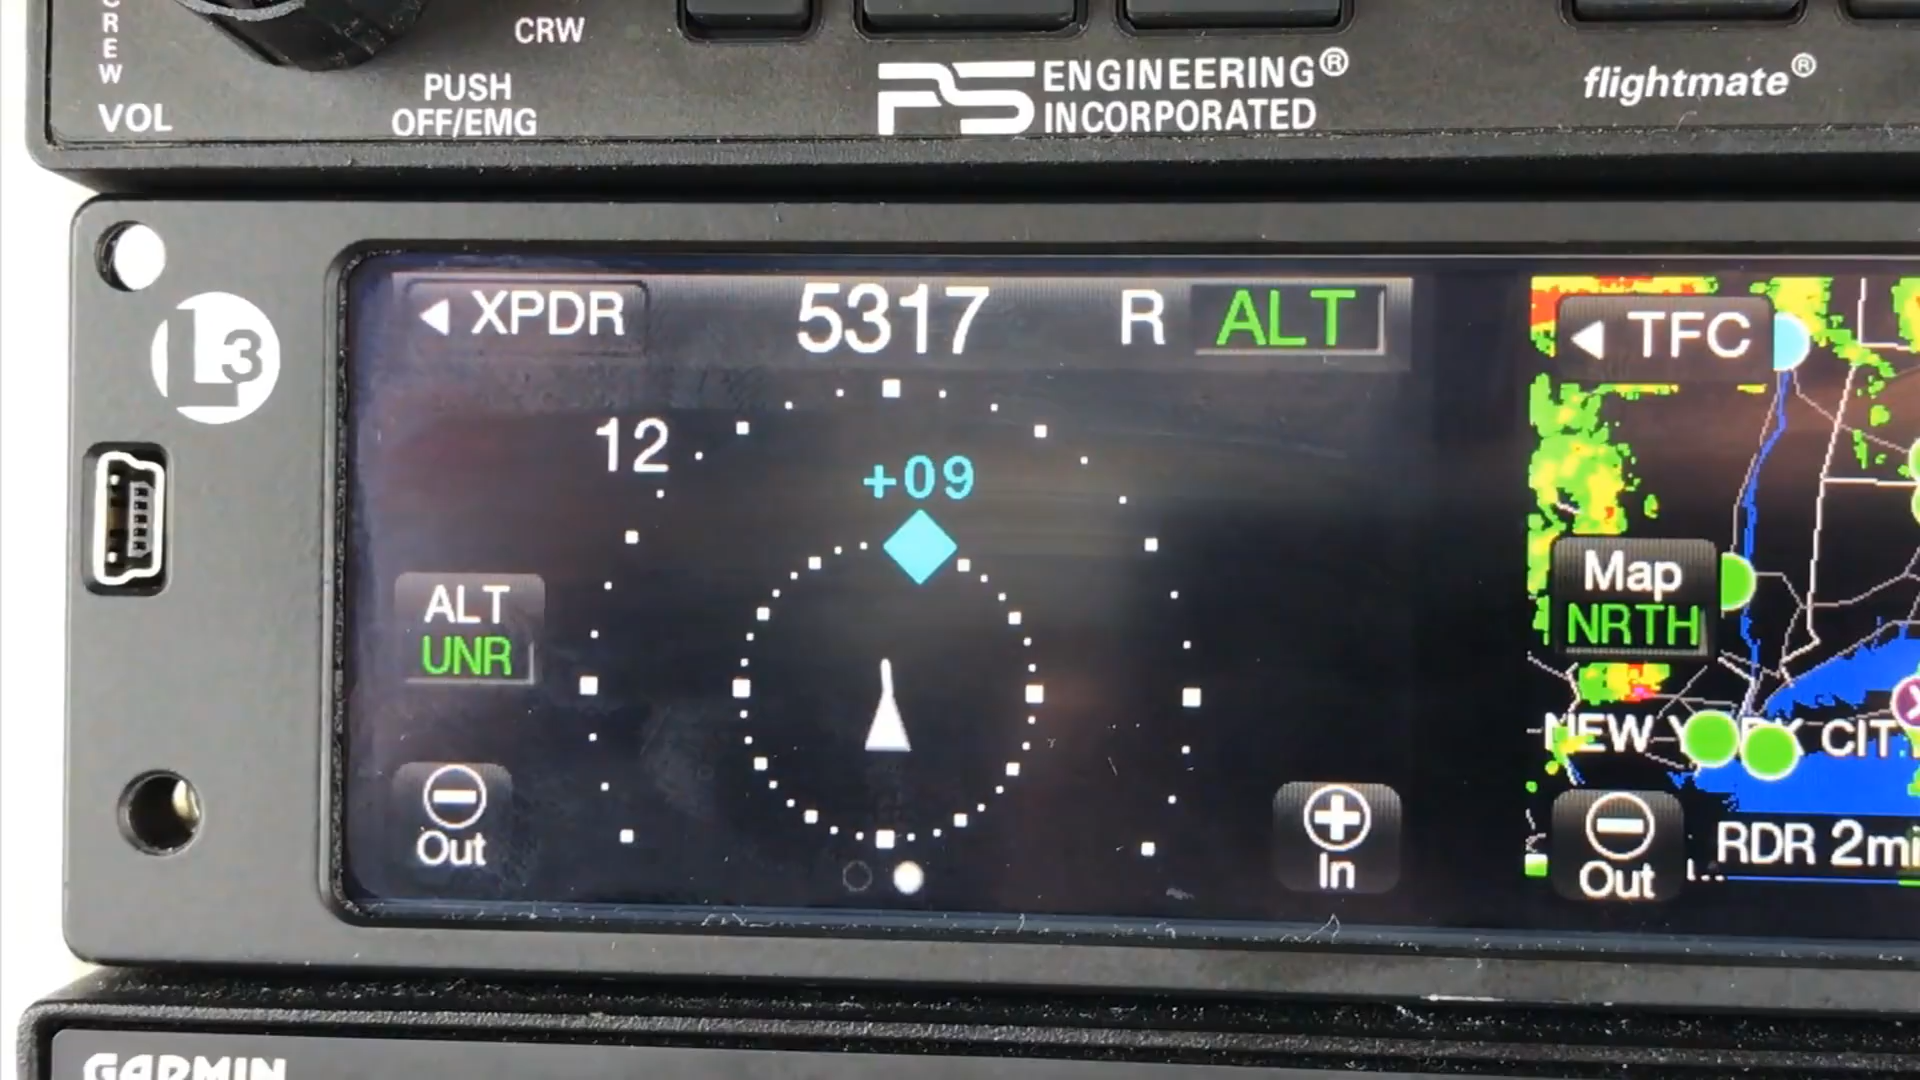 CREW
VOL
CRW
PUSH
OFF/EMG
PS ENGINEERING®
INCORPORATED
flightmate®
L3
XPDR
5317
R
ALT
12
+09
ALT
UNR
Out
In
TFC
Map
NRTH
NEW YORK CIT
Out
RDR 2mi
GARMIN